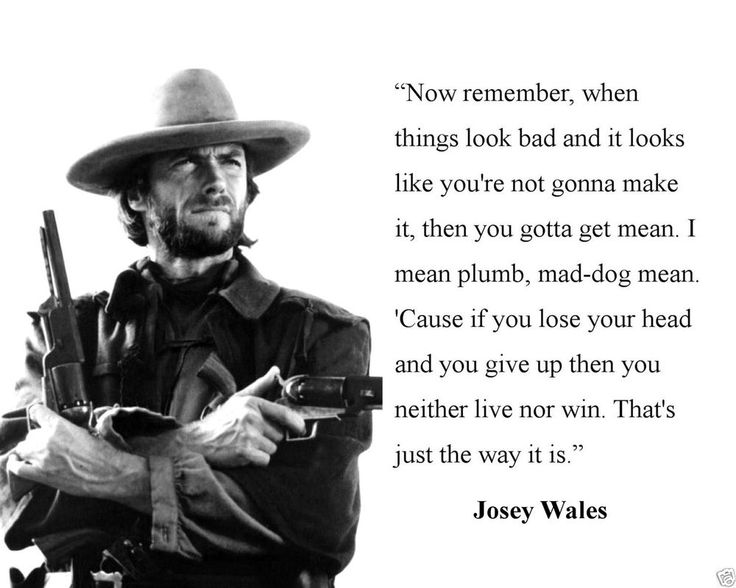 “Now remember, when
things look bad and it looks
like you're not gonna make
it, then you gotta get mean. I
mean plumb, mad-dog mean.
'Cause if you lose your head
and you give up then you
neither live nor win. That's
just the way it is.”
Josey Wales